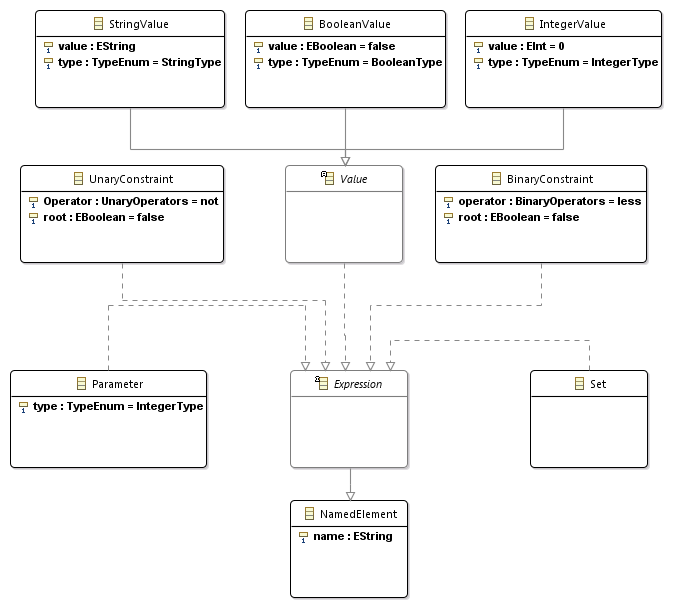 StringValue
value : EString
type : TypeEnum = StringType
BooleanValue
value : EBoolean = false
type : TypeEnum = BooleanType
IntegerValue
value : EInt = 0
type : TypeEnum = IntegerType
UnaryConstraint
Operator : UnaryOperators = not
root : EBoolean = false
Value
BinaryConstraint
operator : BinaryOperators = less
root : EBoolean = false
Parameter
type : TypeEnum = IntegerType
Expression
Set
NamedElement
name : EString